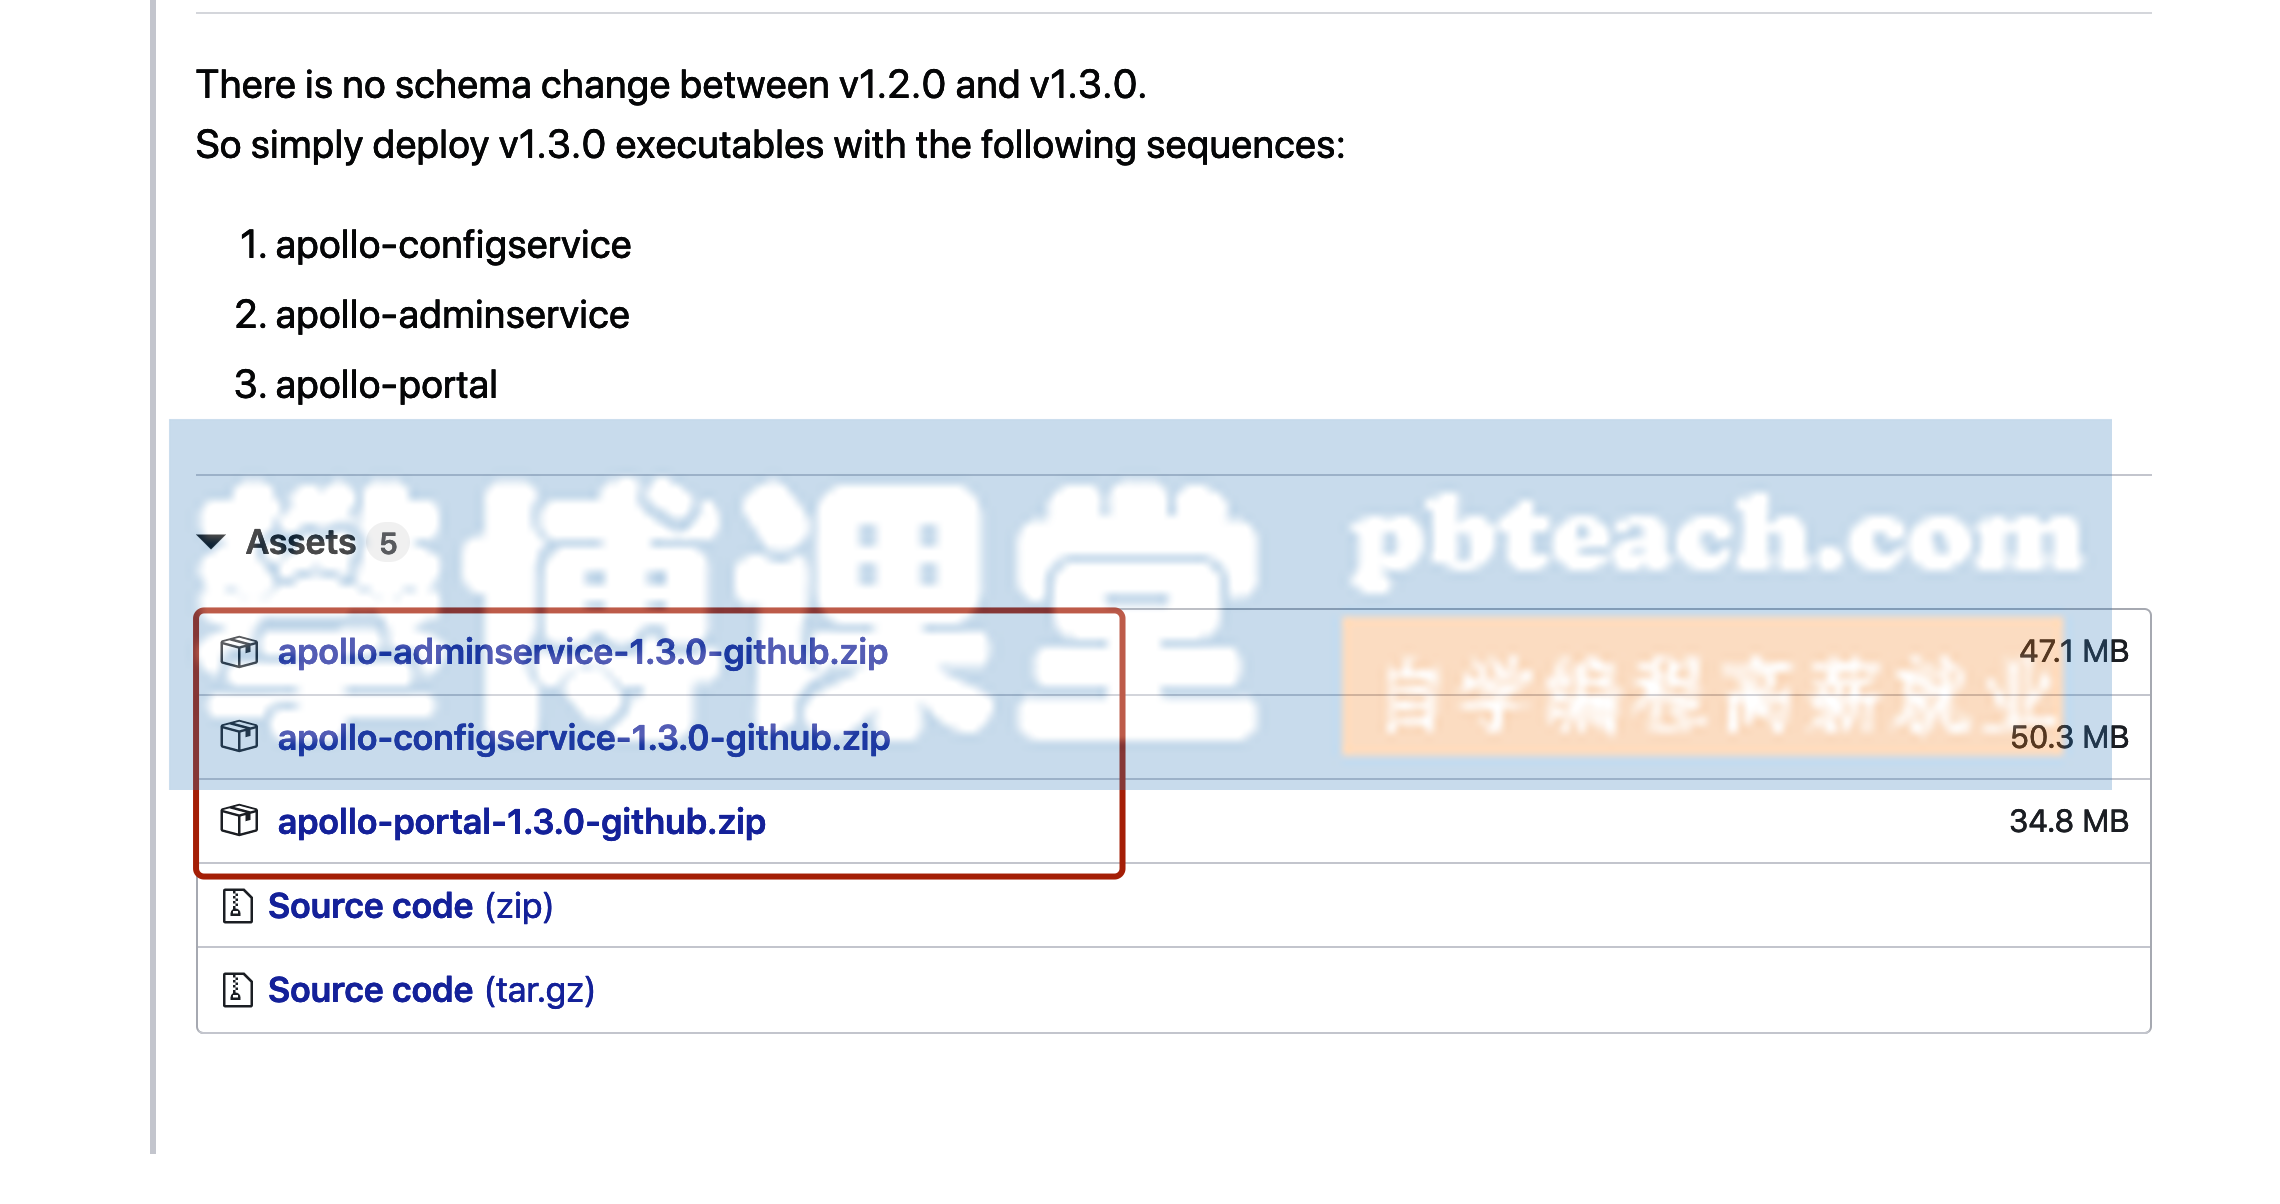 There is no schema change between v1.2.0 and v1.3.0.
So simply deploy v1.3.0 executables with the following sequences:
1. apollo-configservice
2. apollo-adminservice
3. apollo-portal
Assets 5
攀博课堂
pbteach.com
自学编程高薪就业
apollo-adminservice-1.3.0-github.zip 47.1 MB
apollo-configservice-1.3.0-github.zip 50.3 MB
apollo-portal-1.3.0-github.zip 34.8 MB
Source code (zip)
Source code (tar.gz)